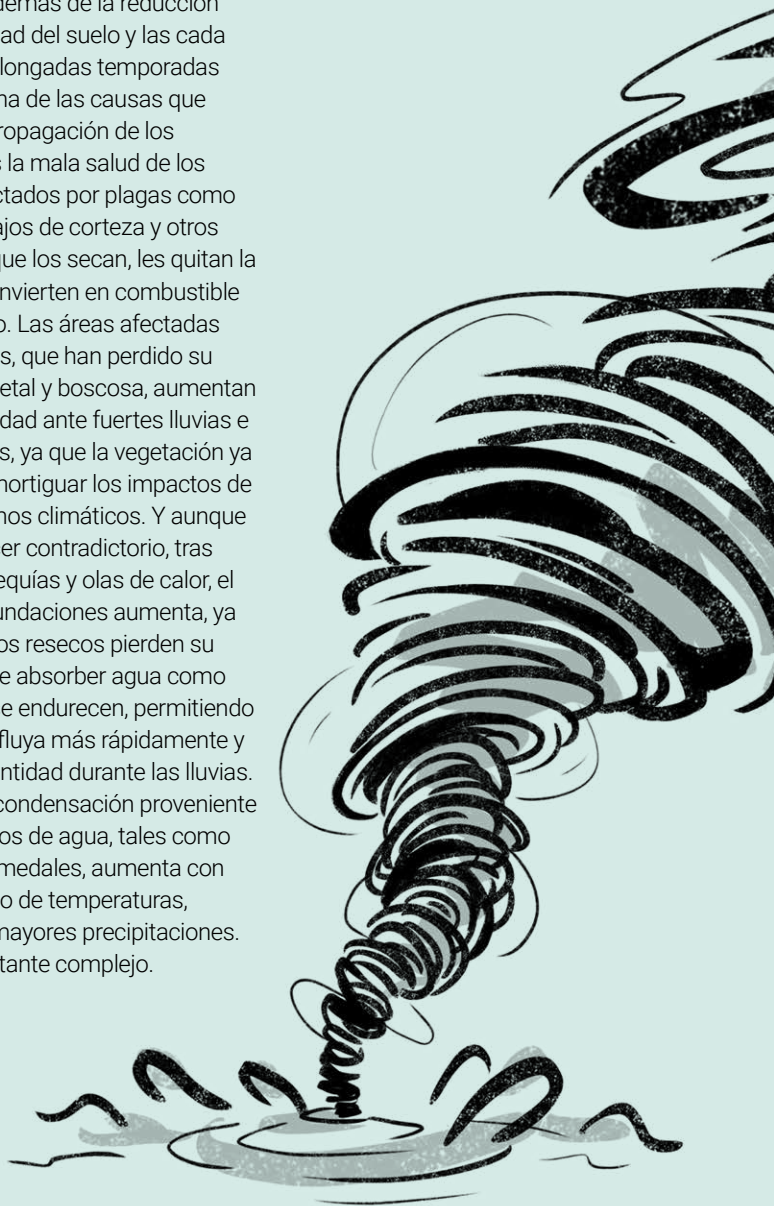 demás de la reducción
ad del suelo y las cada
longadas temporadas
na de las causas que
ropagación de los
s la mala salud de los
ctados por plagas como
ajos de corteza y otros
que los secan, les quitan la
nvierten en combustible
o. Las áreas afectadas
s, que han perdido su
etal y boscosa, aumentan
dad ante fuertes lluvias e
s, ya que la vegetación ya
mortiguar los impactos de
nos climáticos. Y aunque
cer contradictorio, tras
equías y olas de calor, el
undaciones aumenta, ya
os resecos pierden su
e absorber agua como
se endurecen, permitiendo
fluya más rápidamente y
antidad durante las lluvias.
condensación proveniente
os de agua, tales como
medales, aumenta con
o de temperaturas,
mayores precipitaciones.
tante complejo.